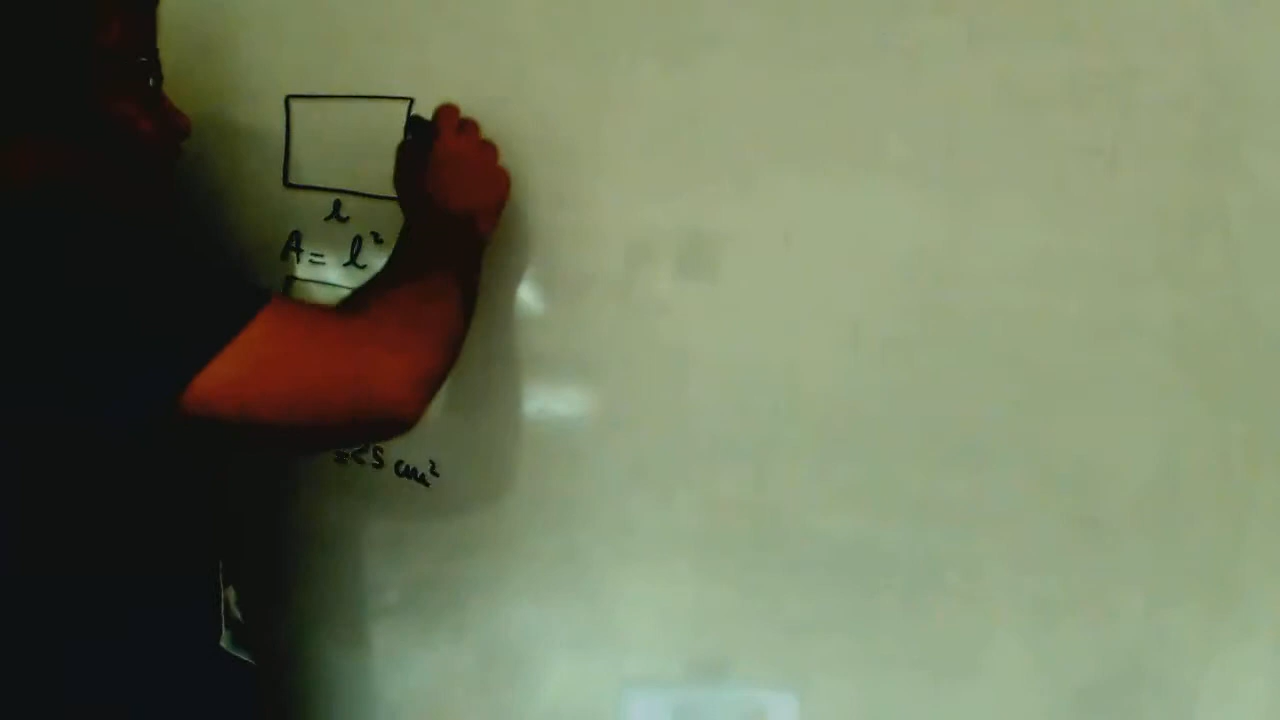 l
A = l²
=25 cm²